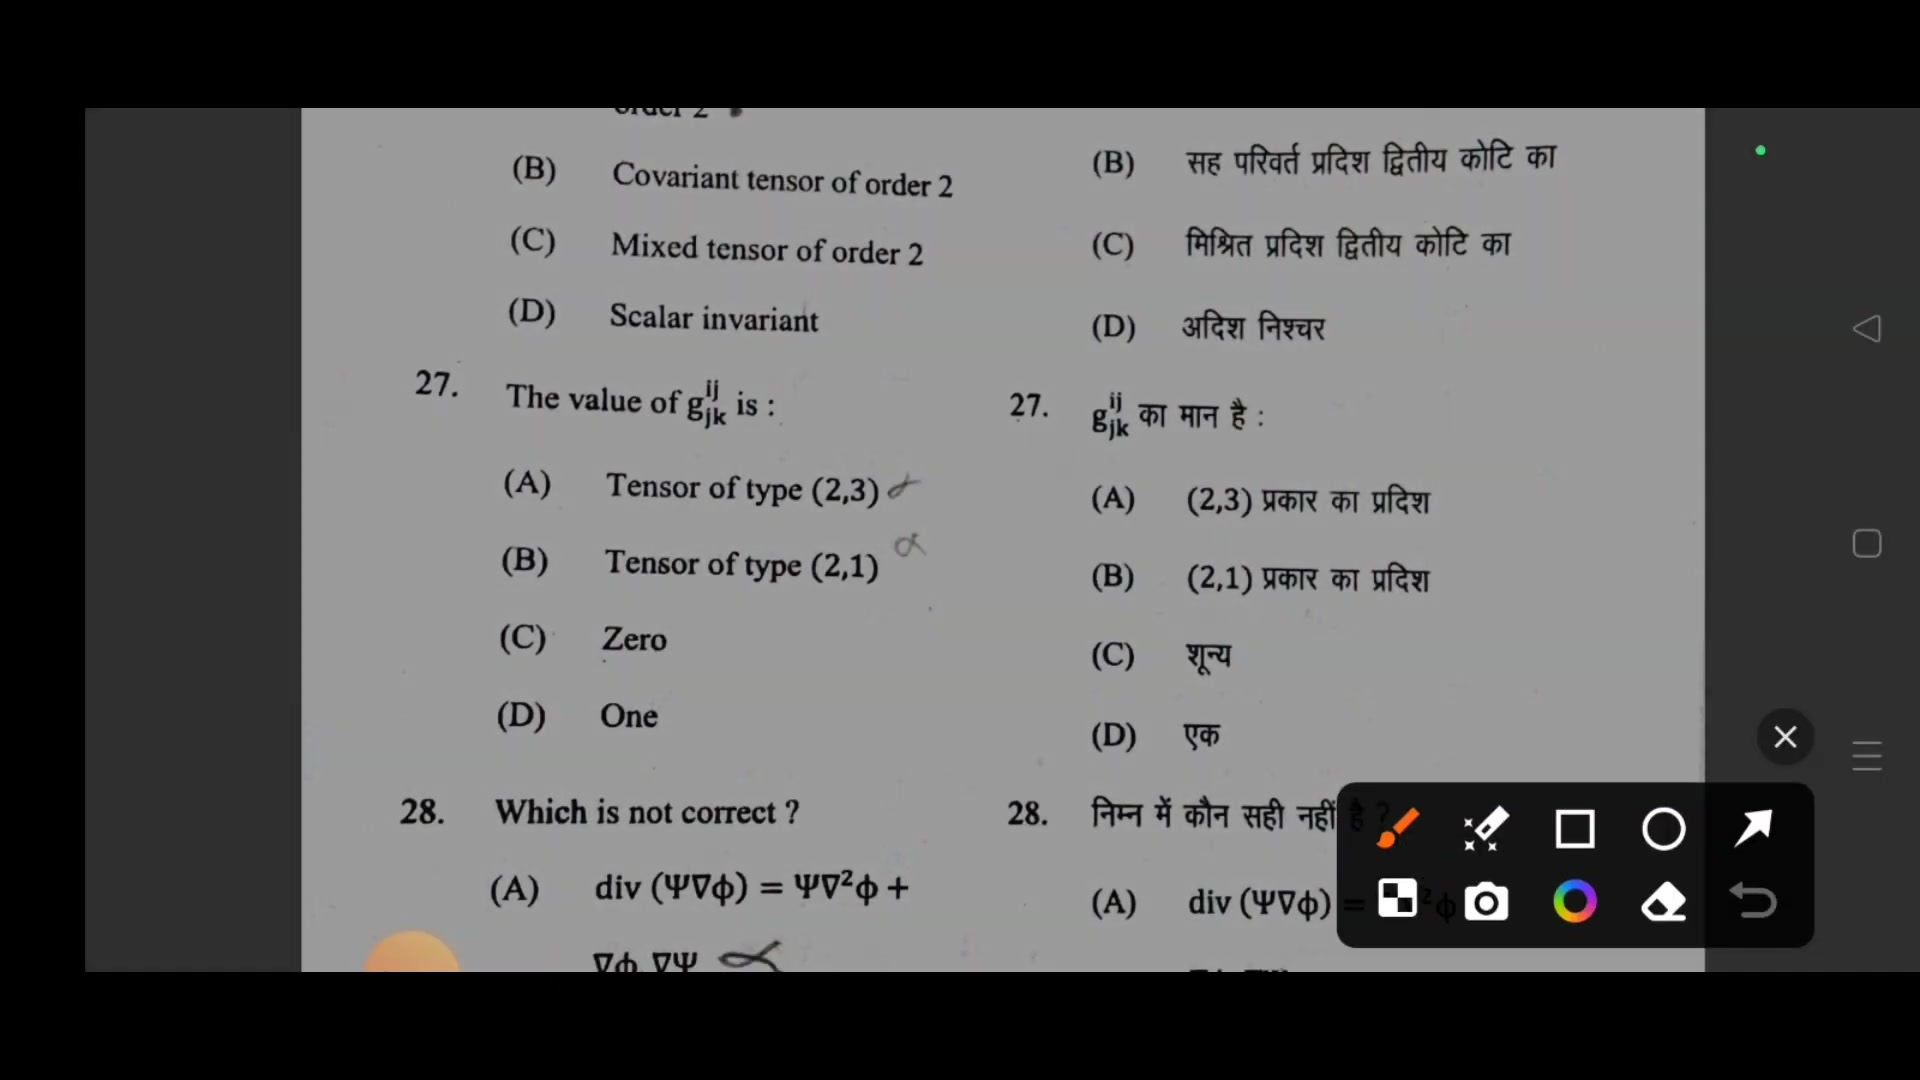 order 2
(B) Covariant tensor of order 2
(C) Mixed tensor of order 2
(D) Scalar invariant
27. The value of g^{ij}_{jk} is :
(A) Tensor of type (2,3)
(B) Tensor of type (2,1)
(C) Zero
(D) One
28. Which is not correct ?
(A) div (Ψ∇ϕ) = Ψ∇²ϕ +
∇ϕ ∇Ψ
(B) सह परिवर्त प्रदिश द्वितीय कोटि का
(C) मिश्रित प्रदिश द्वितीय कोटि का
(D) अदिश निश्चर
27. g^{ij}_{jk} का मान है :
(A) (2,3) प्रकार का प्रदिश
(B) (2,1) प्रकार का प्रदिश
(C) शून्य
(D) एक
28. निम्न में कौन सही नहीं है ?
(A) div (Ψ∇ϕ) = ²ϕ